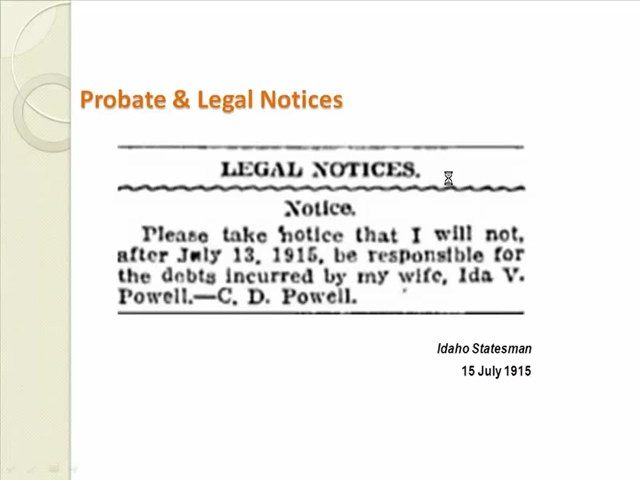 Probate & Legal Notices
LEGAL NOTICES.
Notice.
Please take notice that I will not,
after July 13, 1915, be responsible for
the debts incurred by my wife, Ida V.
Powell.—C. D. Powell.
Idaho Statesman
15 July 1915